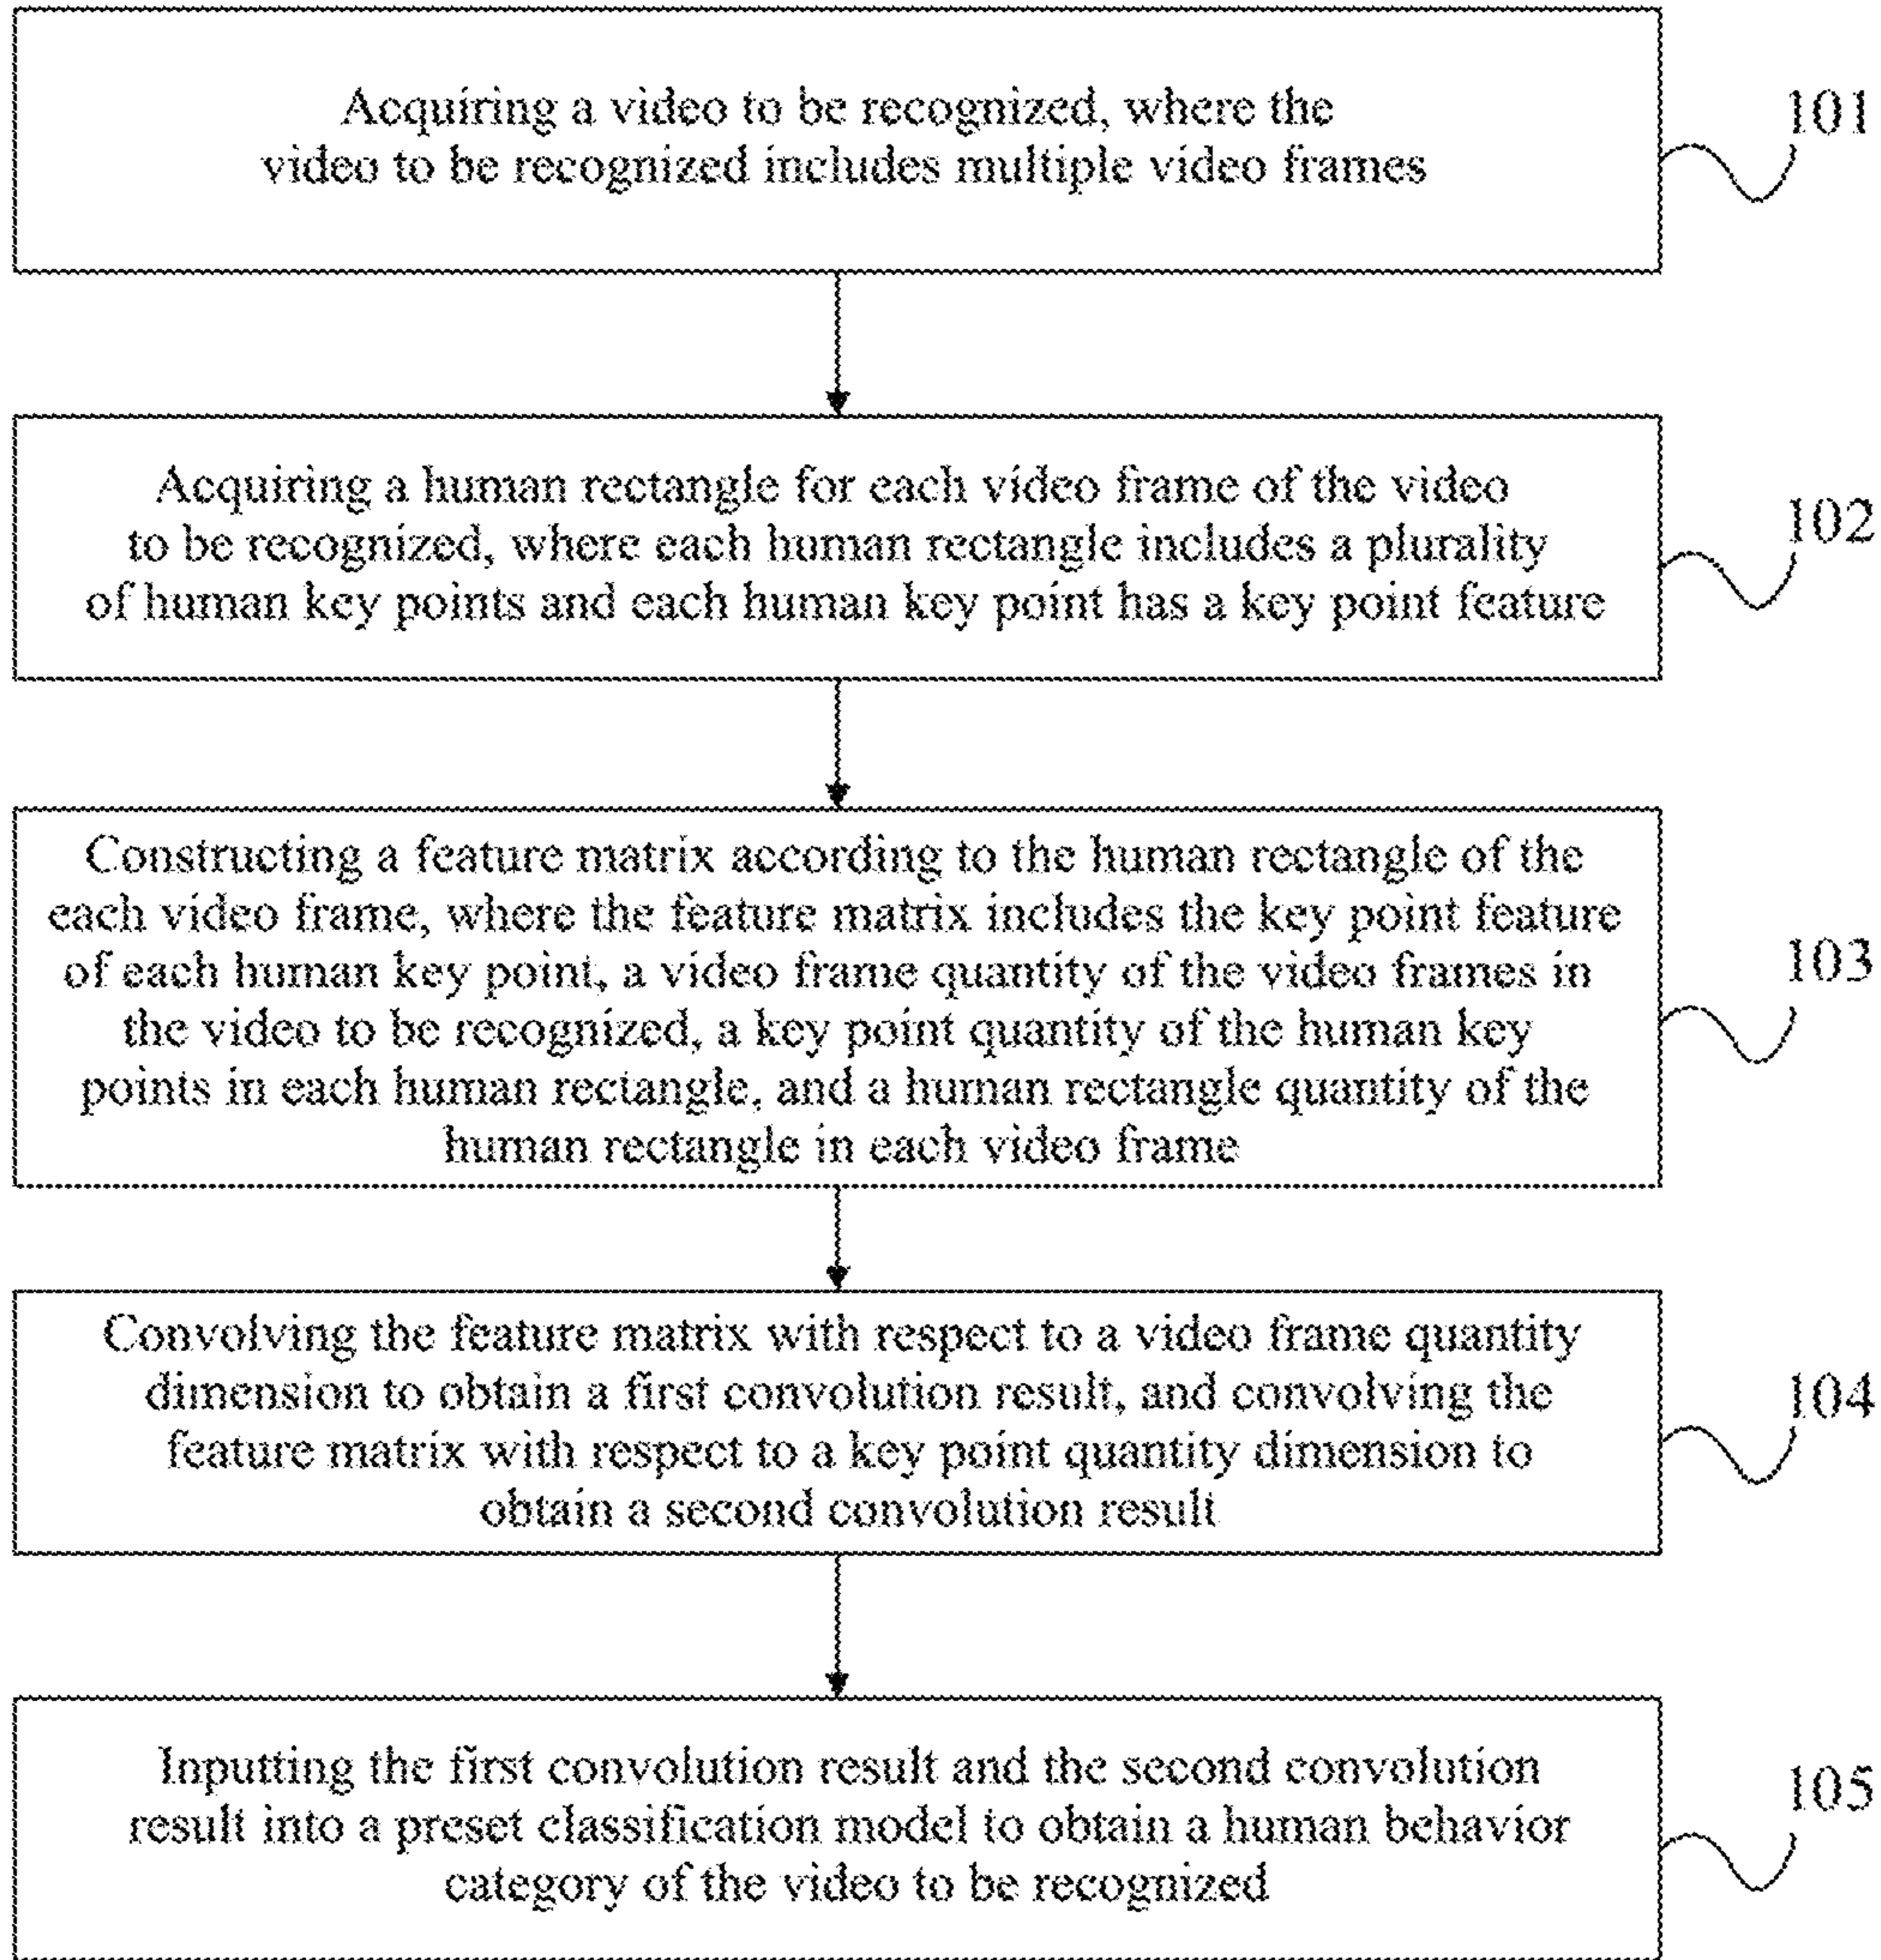 Acquiring a video to be recognized, where the
video to be recognized includes multiple video frames
101
Acquiring a human rectangle for each video frame of the video
to be recognized, where each human rectangle includes a plurality
of human key points and each human key point has a key point feature
102
Constructing a feature matrix according to the human rectangle of the
each video frame, where the feature matrix includes the key point feature
of each human key point, a video frame quantity of the video frames in
the video to be recognized, a key point quantity of the human key
points in each human rectangle, and a human rectangle quantity of the
human rectangle in each video frame
103
Convolving the feature matrix with respect to a video frame quantity
dimension to obtain a first convolution result, and convolving the
feature matrix with respect to a key point quantity dimension to
obtain a second convolution result
104
Inputting the first convolution result and the second convolution
result into a preset classification model to obtain a human behavior
category of the video to be recognized
105